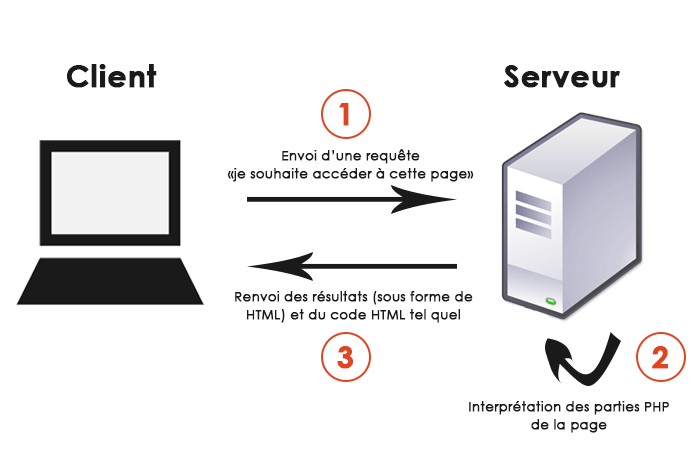 Client
Serveur
1
Envoi d'une requête
«je souhaite accéder à cette page»
Renvoi des résultats (sous forme de
HTML) et du code HTML tel quel
3
2
Interprétation des parties PHP
de la page